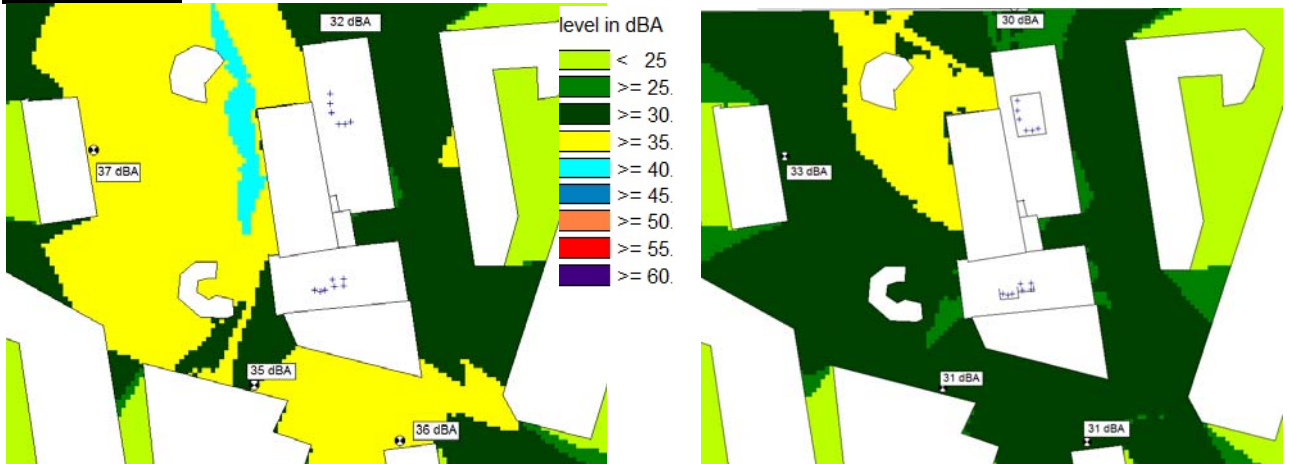 32 dBA
37 dBA
35 dBA
36 dBA
level in dBA
< 25
>= 25.
>= 30.
>= 35.
>= 40.
>= 45.
>= 50.
>= 55.
>= 60.
30 dBA
33 dBA
31 dBA
31 dBA